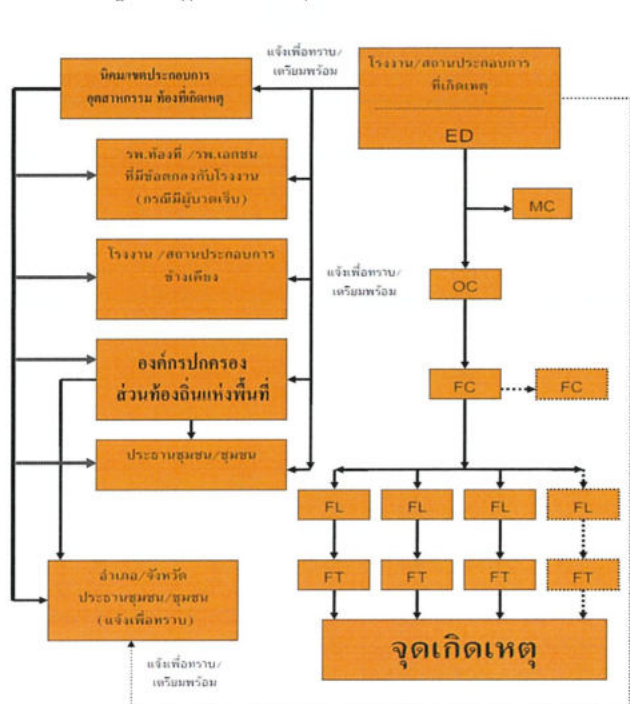 แจ้งเพื่อทราบ/
เตรียมพร้อม
นิคม/เขตประกอบการ
อุตสาหกรรม ท้องที่เกิดเหตุ
โรงงาน/สถานประกอบการ
ที่เกิดเหตุ
ED
รพ.ท้องที่ /รพ.เอกชน
ที่มีข้อตกลงกับโรงงาน
(กรณีมีผู้บาดเจ็บ)
MC
โรงงาน /สถานประกอบการ
ข้างเคียง
แจ้งเพื่อทราบ/
เตรียมพร้อม
OC
องค์กรปกครอง
ส่วนท้องถิ่นแห่งพื้นที่
FC
FC
ประธานชุมชน/ชุมชน
FL
FL
FL
FL
อำเภอ/จังหวัด
ประธานชุมชน/ชุมชน
(แจ้งเพื่อทราบ)
FT
FT
FT
FT
จุดเกิดเหตุ
แจ้งเพื่อทราบ/
เตรียมพร้อม